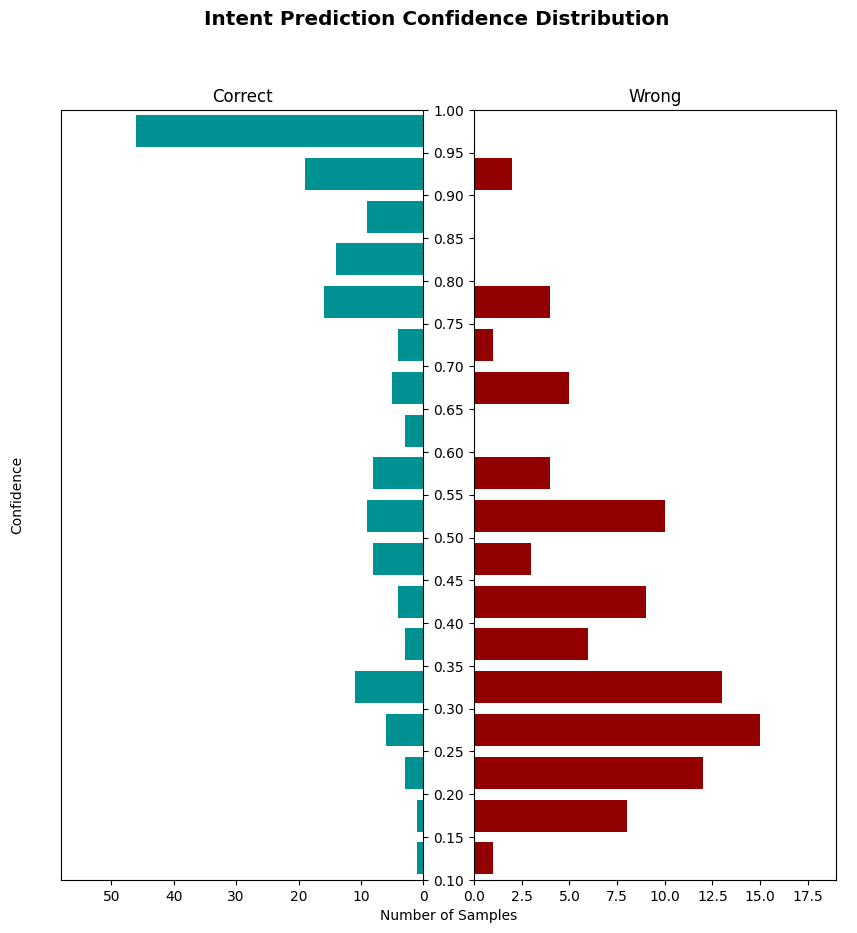 Intent Prediction Confidence Distribution
Correct
Wrong
1.00
0.95
0.90
0.85
0.80
0.75
0.70
0.65
0.60
0.55
0.50
0.45
0.40
0.35
0.30
0.25
0.20
0.15
0.10
Confidence
50 40 30 20 10 0
0.0 2.5 5.0 7.5 10.0 12.5 15.0 17.5
Number of Samples